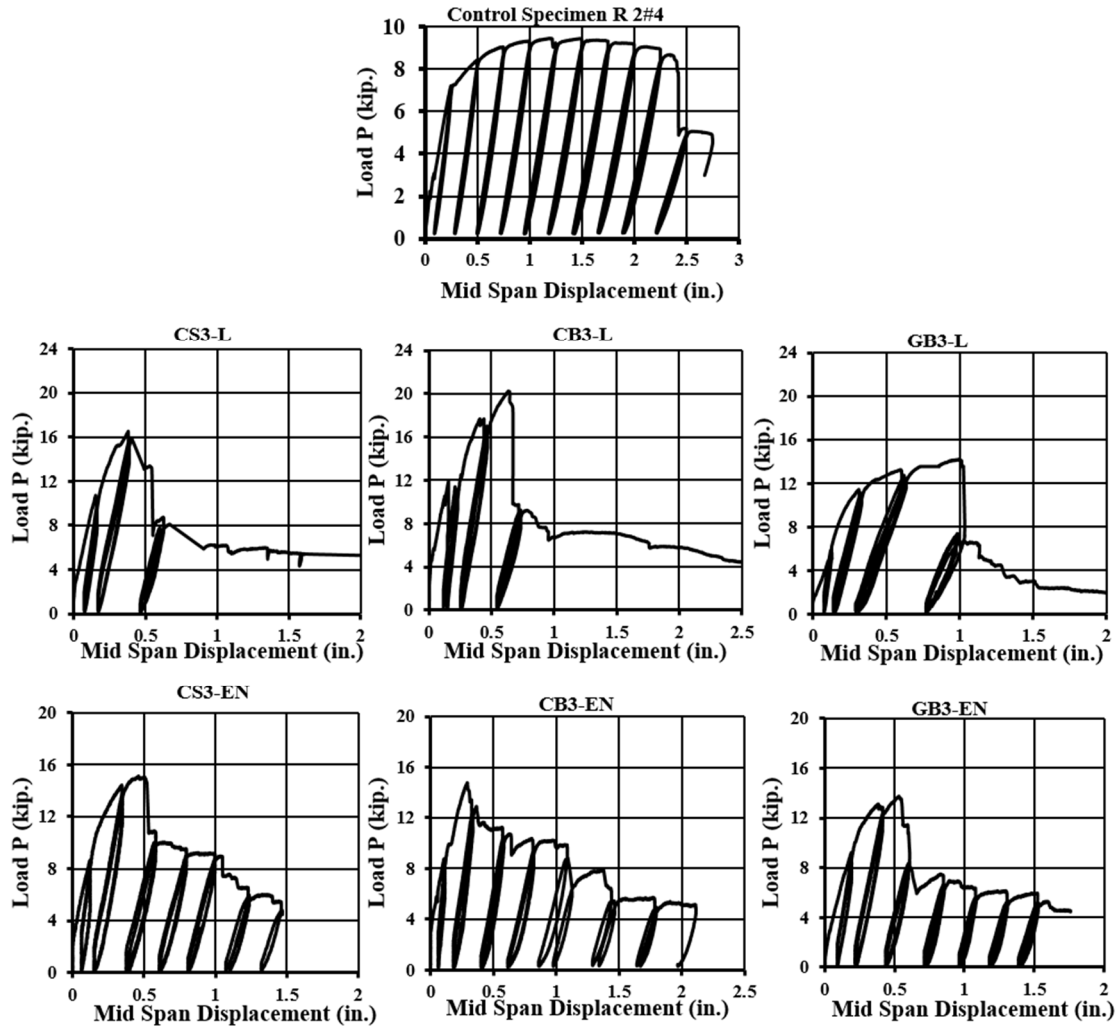 Control Specimen R 2#4
Load P (kip.)
10
8
6
4
2
0
0 0.5 1 1.5 2 2.5 3
Mid Span Displacement (in.)
CS3-L
Load P (kip.)
24
20
16
12
8
4
0
0 0.5 1 1.5 2
Mid Span Displacement (in.)
CB3-L
Load P (kip.)
24
20
16
12
8
4
0
0 0.5 1 1.5 2 2.5
Mid Span Displacement (in.)
GB3-L
Load P (kip.)
24
20
16
12
8
4
0
0 0.5 1 1.5 2
Mid Span Displacement (in.)
CS3-EN
Load P (kip.)
20
16
12
8
4
0
0 0.5 1 1.5 2
Mid Span Displacement (in.)
CB3-EN
Load P (kip.)
20
16
12
8
4
0
0 0.5 1 1.5 2 2.5
Mid Span Displacement (in.)
GB3-EN
Load P (kip.)
20
16
12
8
4
0
0 0.5 1 1.5 2
Mid Span Displacement (in.)